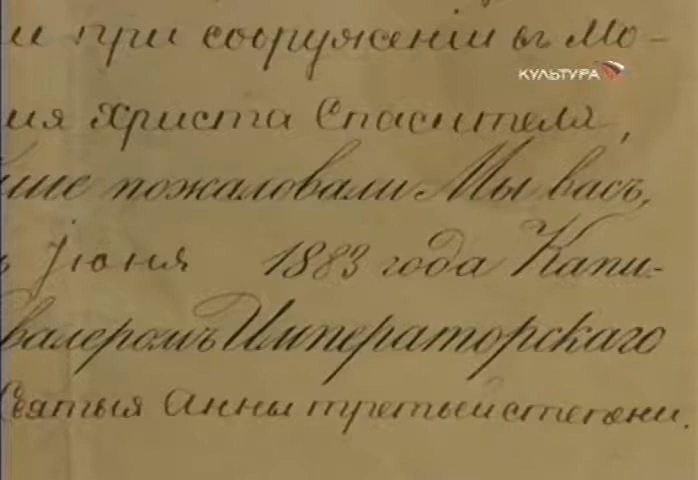 и при сооруженіи въ Мо-
КУЛЬТУРА
ия Христа Спасителя,
йше пожаловали Мы васъ,
ъ Іюня 1883 года Капи-
валеромъ Императорскаго
Святыя Анны третьей степени.